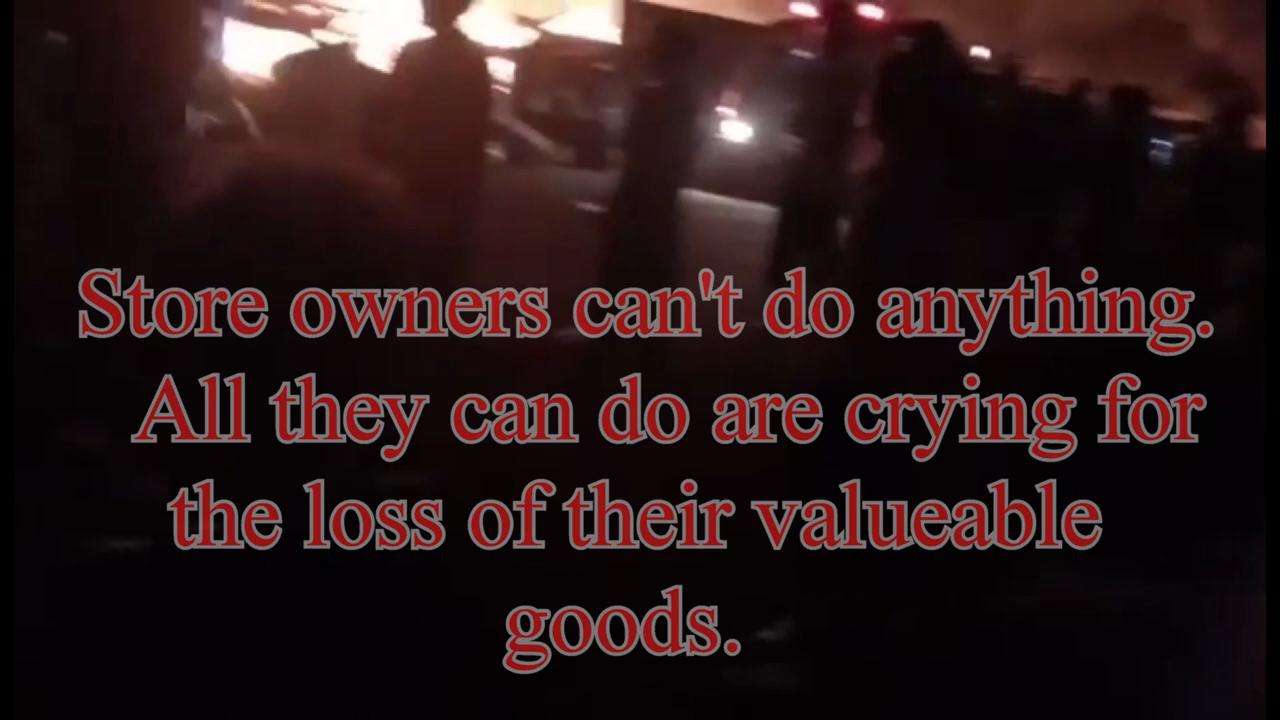 Store owners can't do anything.
All they can do are crying for
the loss of their valueable
goods.